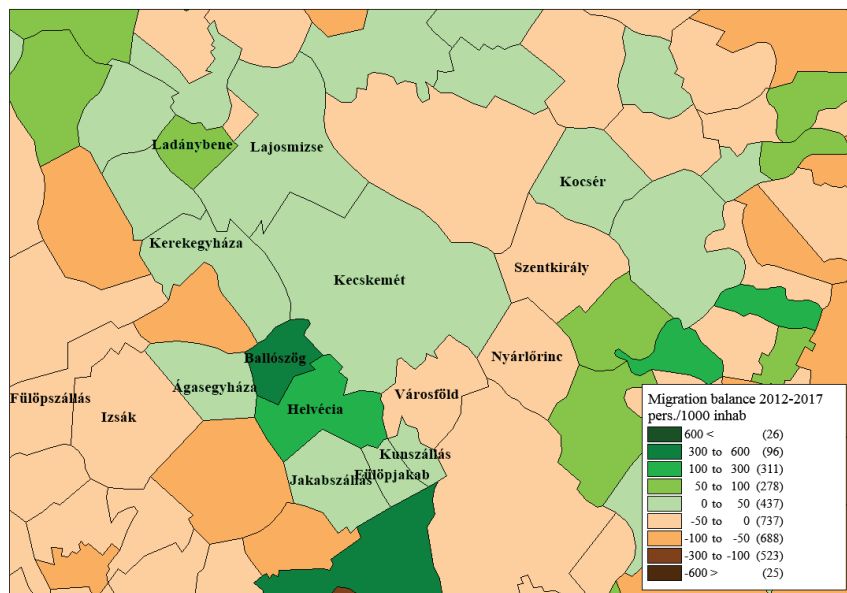 Ladánybene
Lajosmizse
Kocsér
Kerekegyháza
Kecskemét
Szentkirály
Ballószög
Nyárlőrinc
Ágasegyháza
Városföld
Fülöpszállás
Izsák
Helvécia
Kunszállás
Fülöpjakab
Jakabszállás
Migration balance 2012-2017
pers./1000 inhab
600 < (26)
300 to 600 (96)
100 to 300 (311)
50 to 100 (278)
0 to 50 (437)
-50 to 0 (737)
-100 to -50 (688)
-300 to -100 (523)
-600 > (25)